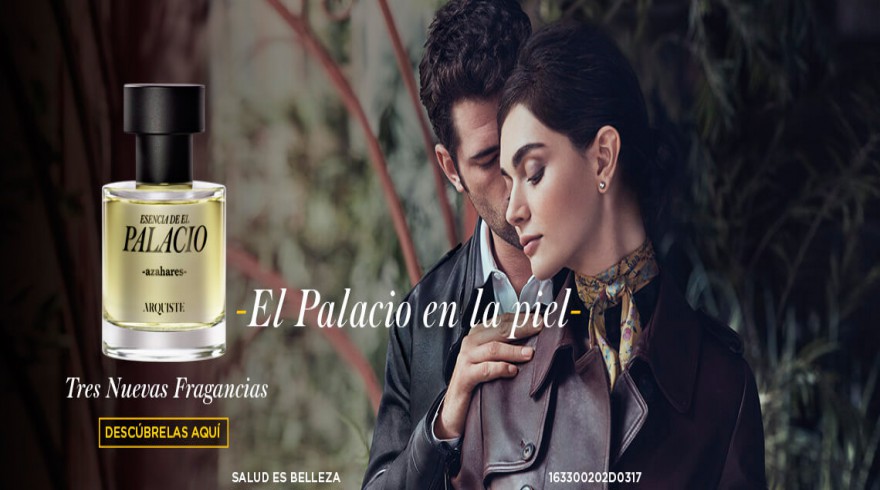 ESENCIA DE EL
PALACIO
-azahares-
ARQUISTE
-El Palacio en la piel-
Tres Nuevas Fragancias
DESCÚBRELAS AQUÍ
SALUD ES BELLEZA
163300202D0317